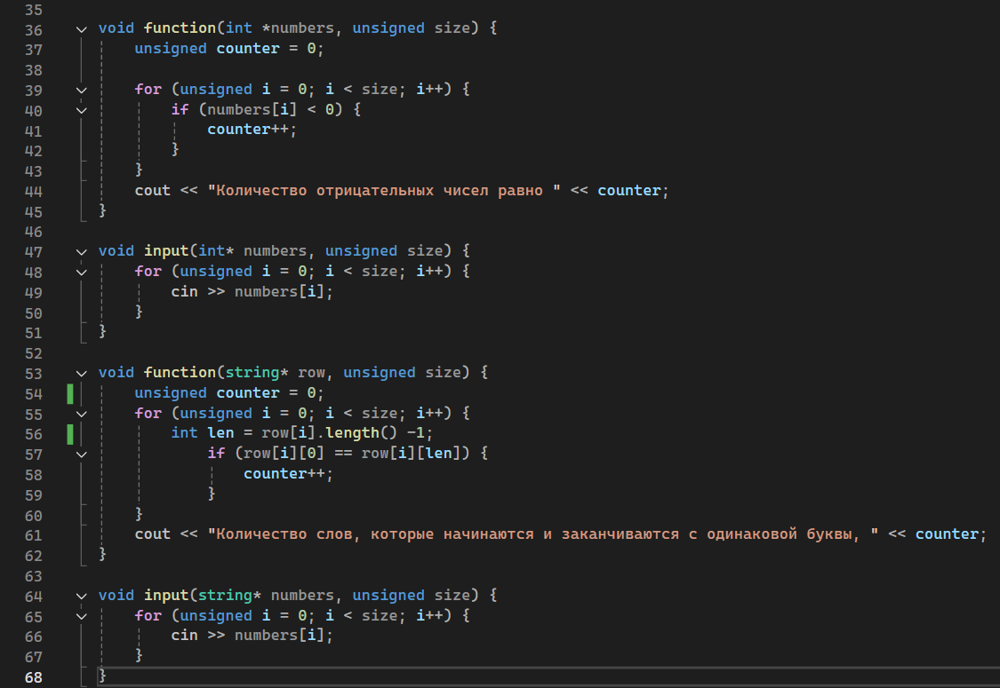 35
36 void function(int *numbers, unsigned size) {
37     unsigned counter = 0;
38
39     for (unsigned i = 0; i < size; i++) {
40         if (numbers[i] < 0) {
41             counter++;
42         }
43     }
44     cout << "Количество отрицательных чисел равно " << counter;
45 }
46
47 void input(int* numbers, unsigned size) {
48     for (unsigned i = 0; i < size; i++) {
49         cin >> numbers[i];
50     }
51 }
52
53 void function(string* row, unsigned size) {
54     unsigned counter = 0;
55     for (unsigned i = 0; i < size; i++) {
56         int len = row[i].length() -1;
57             if (row[i][0] == row[i][len]) {
58                 counter++;
59             }
60     }
61     cout << "Количество слов, которые начинаются и заканчиваются с одинаковой буквы, " << counter;
62 }
63
64 void input(string* numbers, unsigned size) {
65     for (unsigned i = 0; i < size; i++) {
66         cin >> numbers[i];
67     }
68 }